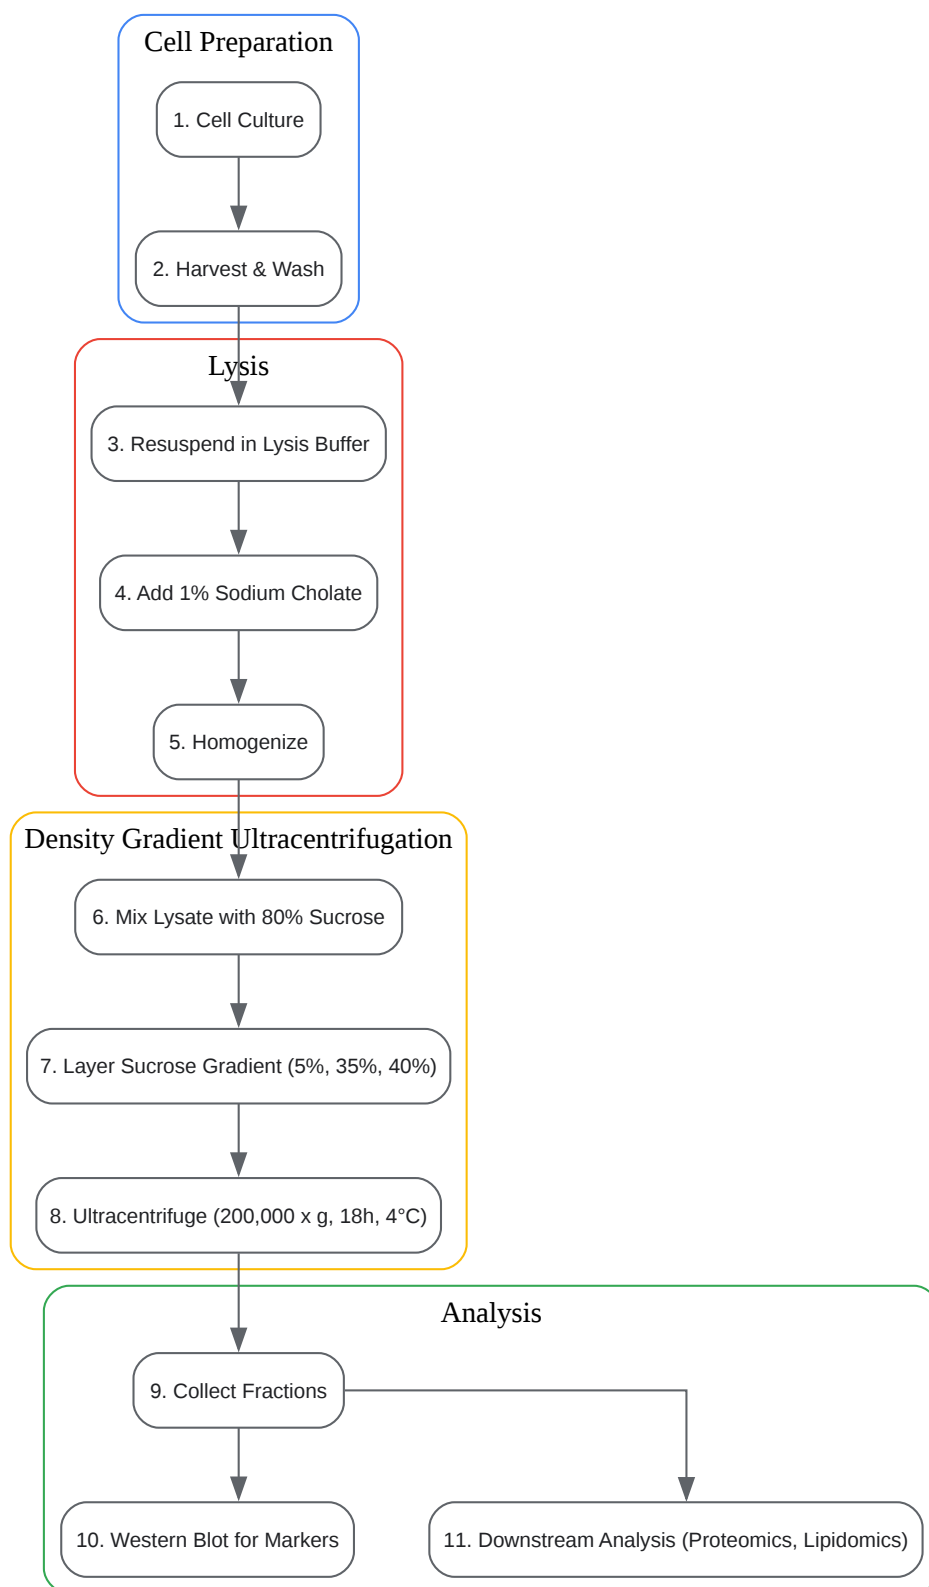 Cell Preparation
1. Cell Culture
2. Harvest & Wash
Lysis
3. Resuspend in Lysis Buffer
4. Add 1% Sodium Cholate
5. Homogenize
Density Gradient Ultracentrifugation
6. Mix Lysate with 80% Sucrose
7. Layer Sucrose Gradient (5%, 35%, 40%)
8. Ultracentrifuge (200,000 x g, 18h, 4°C)
Analysis
9. Collect Fractions
10. Western Blot for Markers
11. Downstream Analysis (Proteomics, Lipidomics)